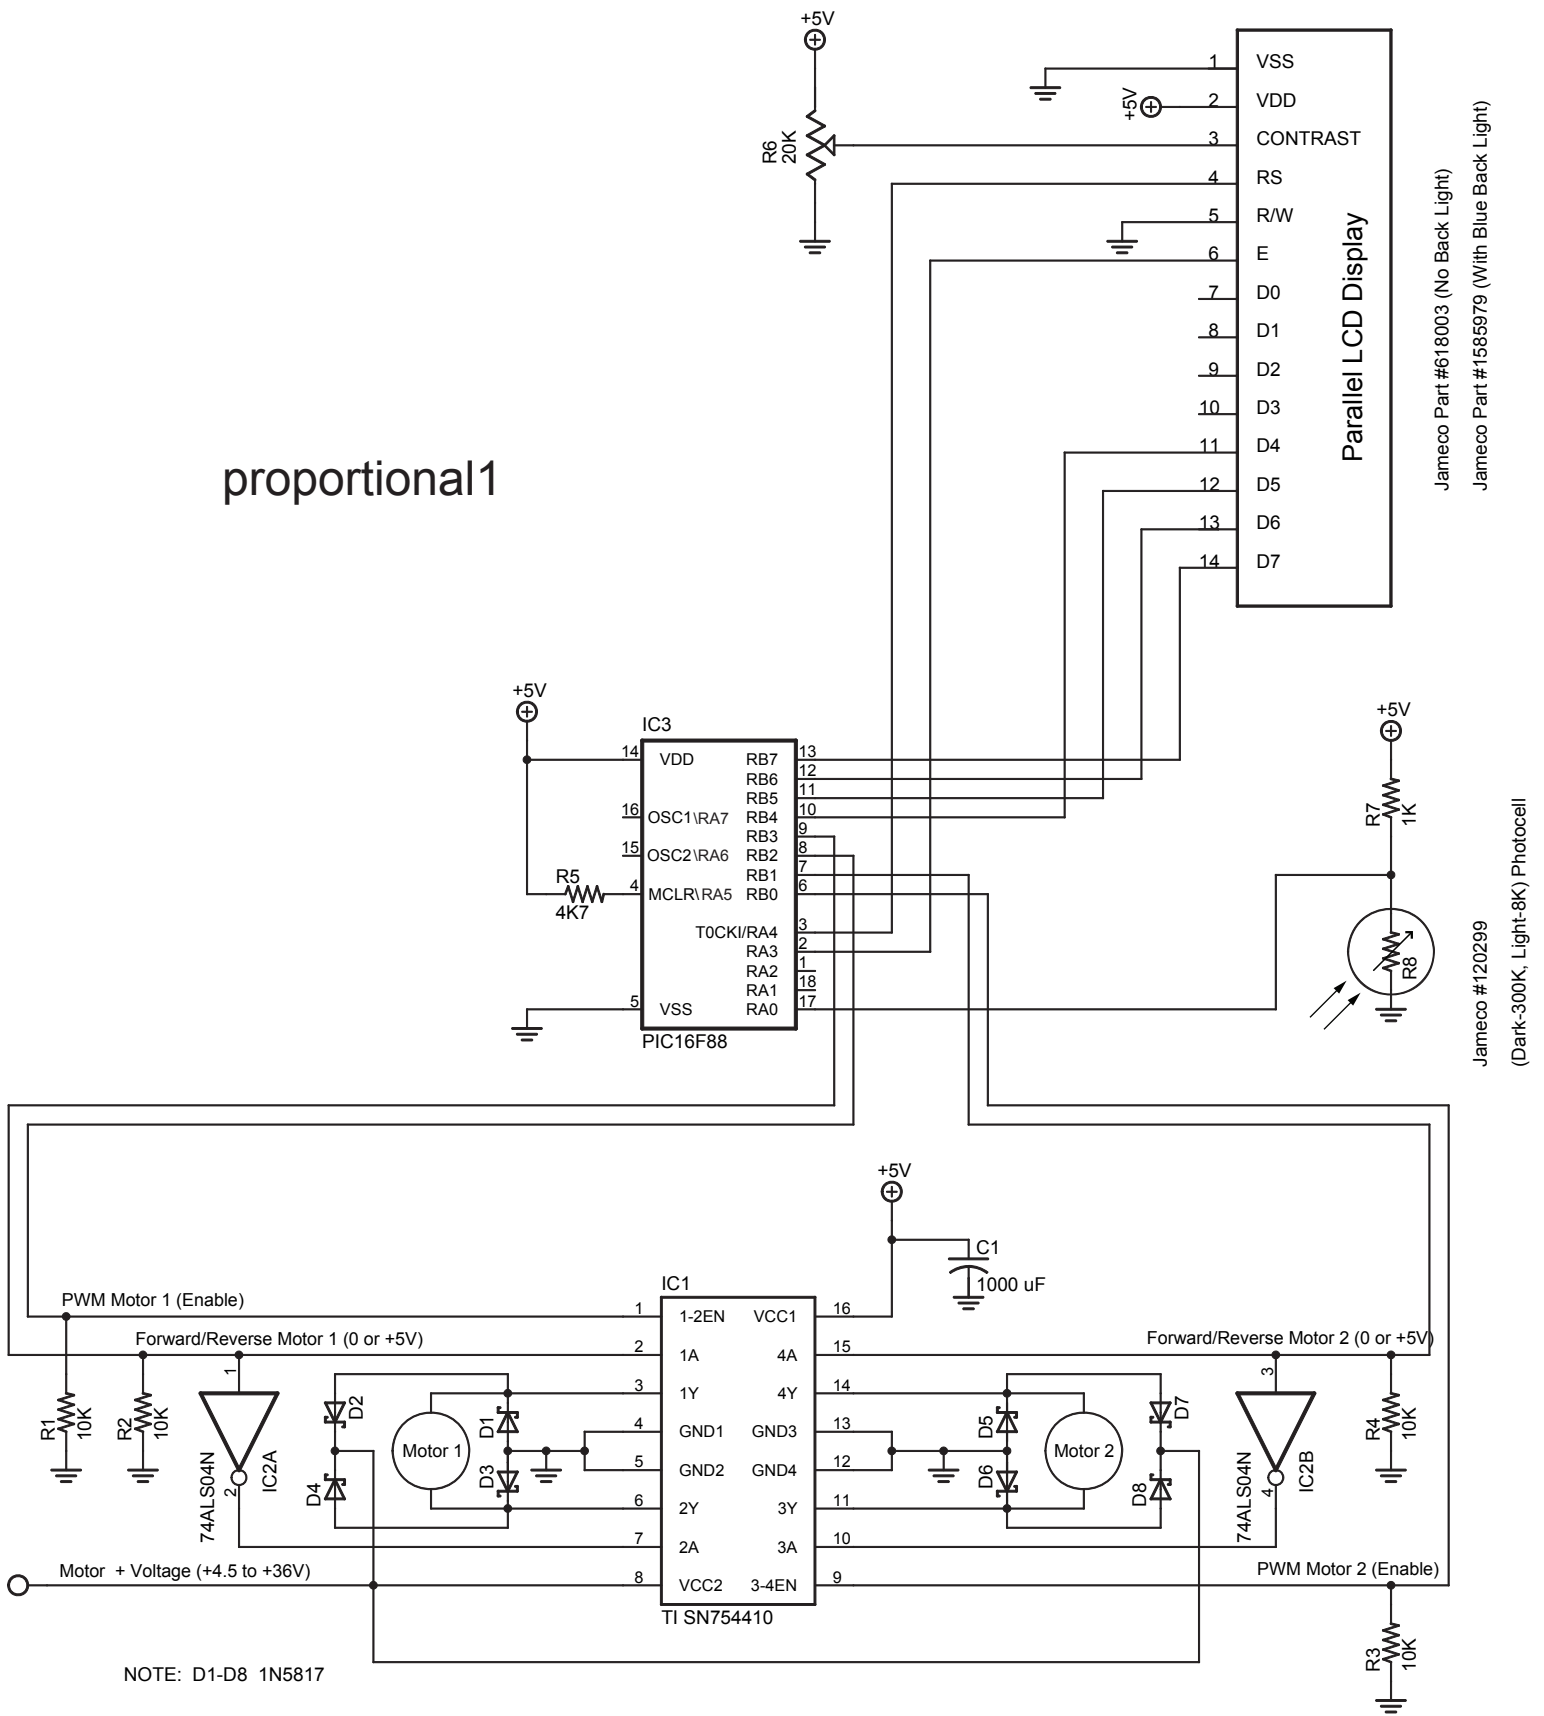 +5V
R6
20K
+5V
1 VSS
2 VDD
3 CONTRAST
4 RS
5 R/W
6 E
7 D0
8 D1
9 D2
10 D3
11 D4
12 D5
13 D6
14 D7
Parallel LCD Display
Jameco Part #618003 (No Back Light)
Jameco Part #1585979 (With Blue Back Light)
proportional1
+5V
IC3
14 VDD
16 OSC1\RA7
15 OSC2\RA6
R5
4K7
4 MCLR\RA5
5 VSS
RB7 13
RB6 12
RB5 11
RB4 10
RB3 9
RB2 8
RB1 7
RB0 6
T0CKI/RA4 3
RA3 2
RA2 1
RA1 18
RA0 17
PIC16F88
+5V
R7
1K
R8
Jameco #120299
(Dark-300K, Light-8K) Photocell
+5V
C1
1000 uF
IC1
PWM Motor 1 (Enable)
Forward/Reverse Motor 1 (0 or +5V)
R1
10K
R2
10K
1
2
74ALS04N
IC2A
D2
D4
Motor 1
D1
D3
1 1-2EN
2 1A
3 1Y
4 GND1
5 GND2
6 2Y
7 2A
8 VCC2
VCC1 16
4A 15
4Y 14
GND3 13
GND4 12
3Y 11
3A 10
3-4EN 9
TI SN754410
Forward/Reverse Motor 2 (0 or +5V)
D5
D6
Motor 2
D7
D8
3
4
74ALS04N
IC2B
R4
10K
Motor + Voltage (+4.5 to +36V)
PWM Motor 2 (Enable)
R3
10K
NOTE: D1-D8 1N5817